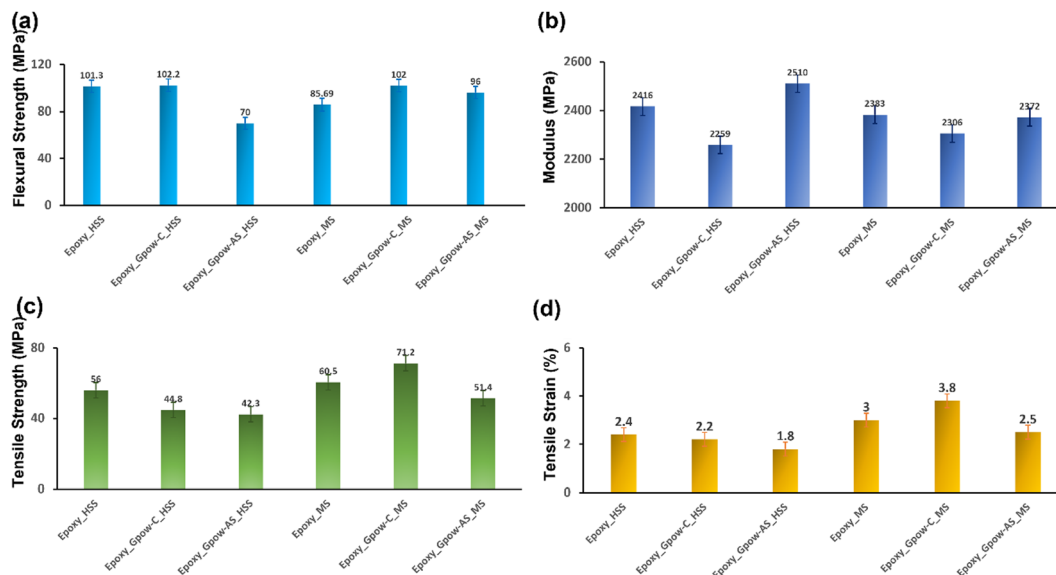 (a)
Flexural Strength (MPa)
120
80
40
0
101.3
102.2
70
85.69
102
96
Epoxy_HSS
Epoxy_Gpow-C_HSS
Epoxy_Gpow-AS_HSS
Epoxy_MS
Epoxy_Gpow-C_MS
Epoxy_Gpow-AS_MS
(b)
Modulus (MPa)
2600
2400
2200
2000
2416
2259
2510
2383
2306
2372
Epoxy_HSS
Epoxy_Gpow-C_HSS
Epoxy_Gpow-AS_HSS
Epoxy_MS
Epoxy_Gpow-C_MS
Epoxy_Gpow-AS_MS
(c)
Tensile Strength (MPa)
80
40
0
56
44.8
42.3
60.5
71.2
51.4
Epoxy_HSS
Epoxy_Gpow-C_HSS
Epoxy_Gpow-AS_HSS
Epoxy_MS
Epoxy_Gpow-C_MS
Epoxy_Gpow-AS_MS
(d)
Tensile Strain (%)
6
4
2
0
2.4
2.2
1.8
3
3.8
2.5
Epoxy_HSS
Epoxy_Gpow-C_HSS
Epoxy_Gpow-AS_HSS
Epoxy_MS
Epoxy_Gpow-C_MS
Epoxy_Gpow-AS_MS